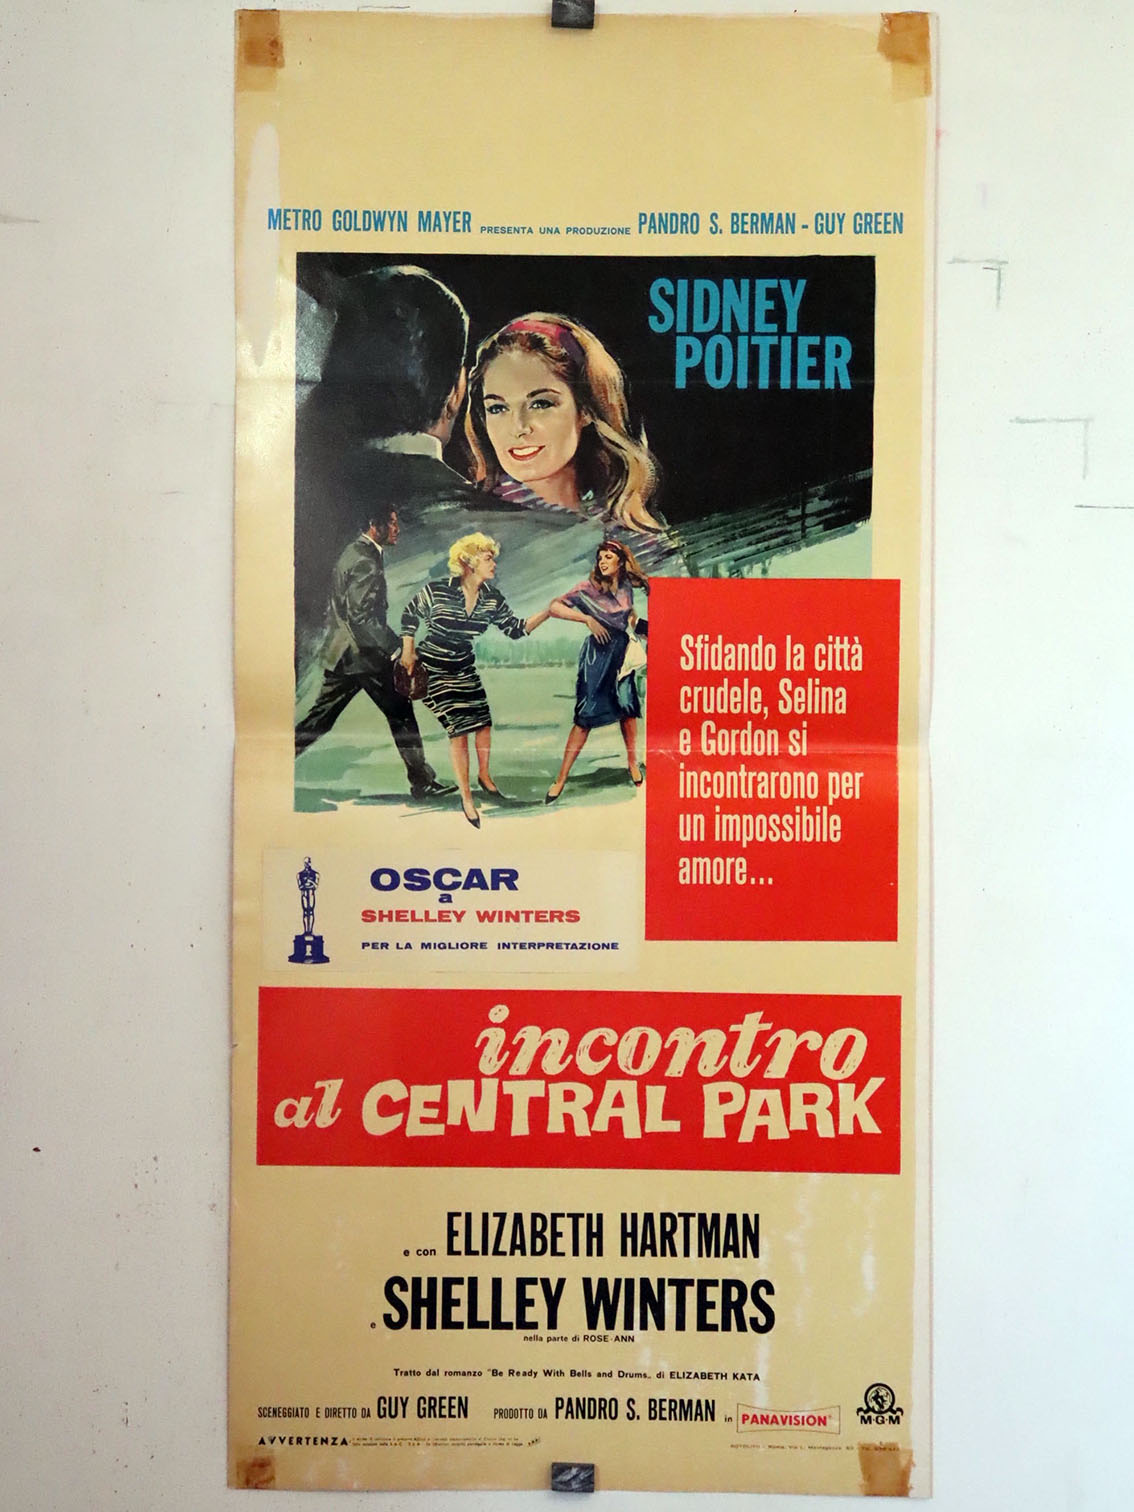 METRO GOLDWYN MAYER PRESENTA UNA PRODUZIONE PANDRO S. BERMAN - GUY GREEN
SIDNEY
POITIER
Sfidando la città
crudele, Selina
e Gordon si
incontrarono per
un impossibile
amore...
OSCAR
a
SHELLEY WINTERS
PER LA MIGLIORE INTERPRETAZIONE
incontro
al CENTRAL PARK
e con ELIZABETH HARTMAN
e SHELLEY WINTERS
nella parte di ROSE-ANN
Tratto dal romanzo "Be Ready With Bells and Drums„ di ELIZABETH KATA
SCENEGGIATO E DIRETTO DA GUY GREEN PRODOTTO DA PANDRO S. BERMAN in PANAVISION®
M-G-M
AVVERTENZA